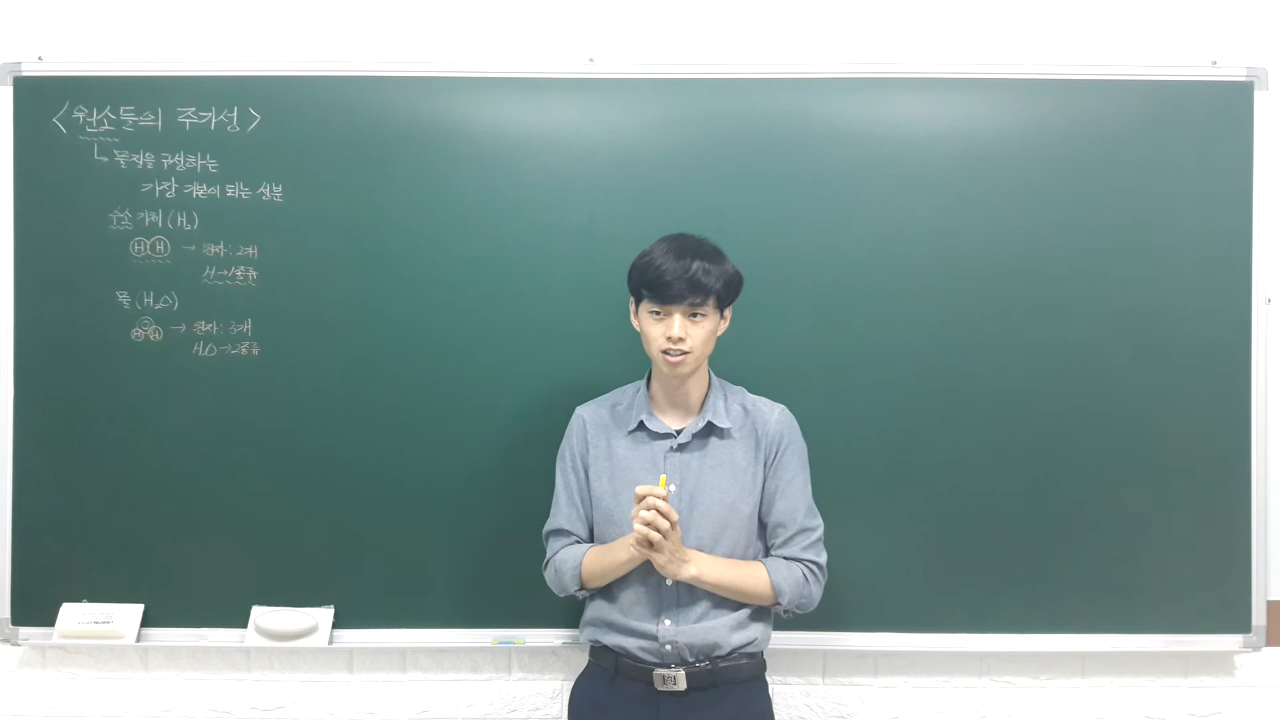 <원소들의 주기성>
물질을 구성하는
가장 기본이 되는 성분
수소 기체 (H₂)
H H → 원자 : 2개
H → 1종류
물 (H₂O)
O
H H → 원자 : 3개
H, O → 2종류